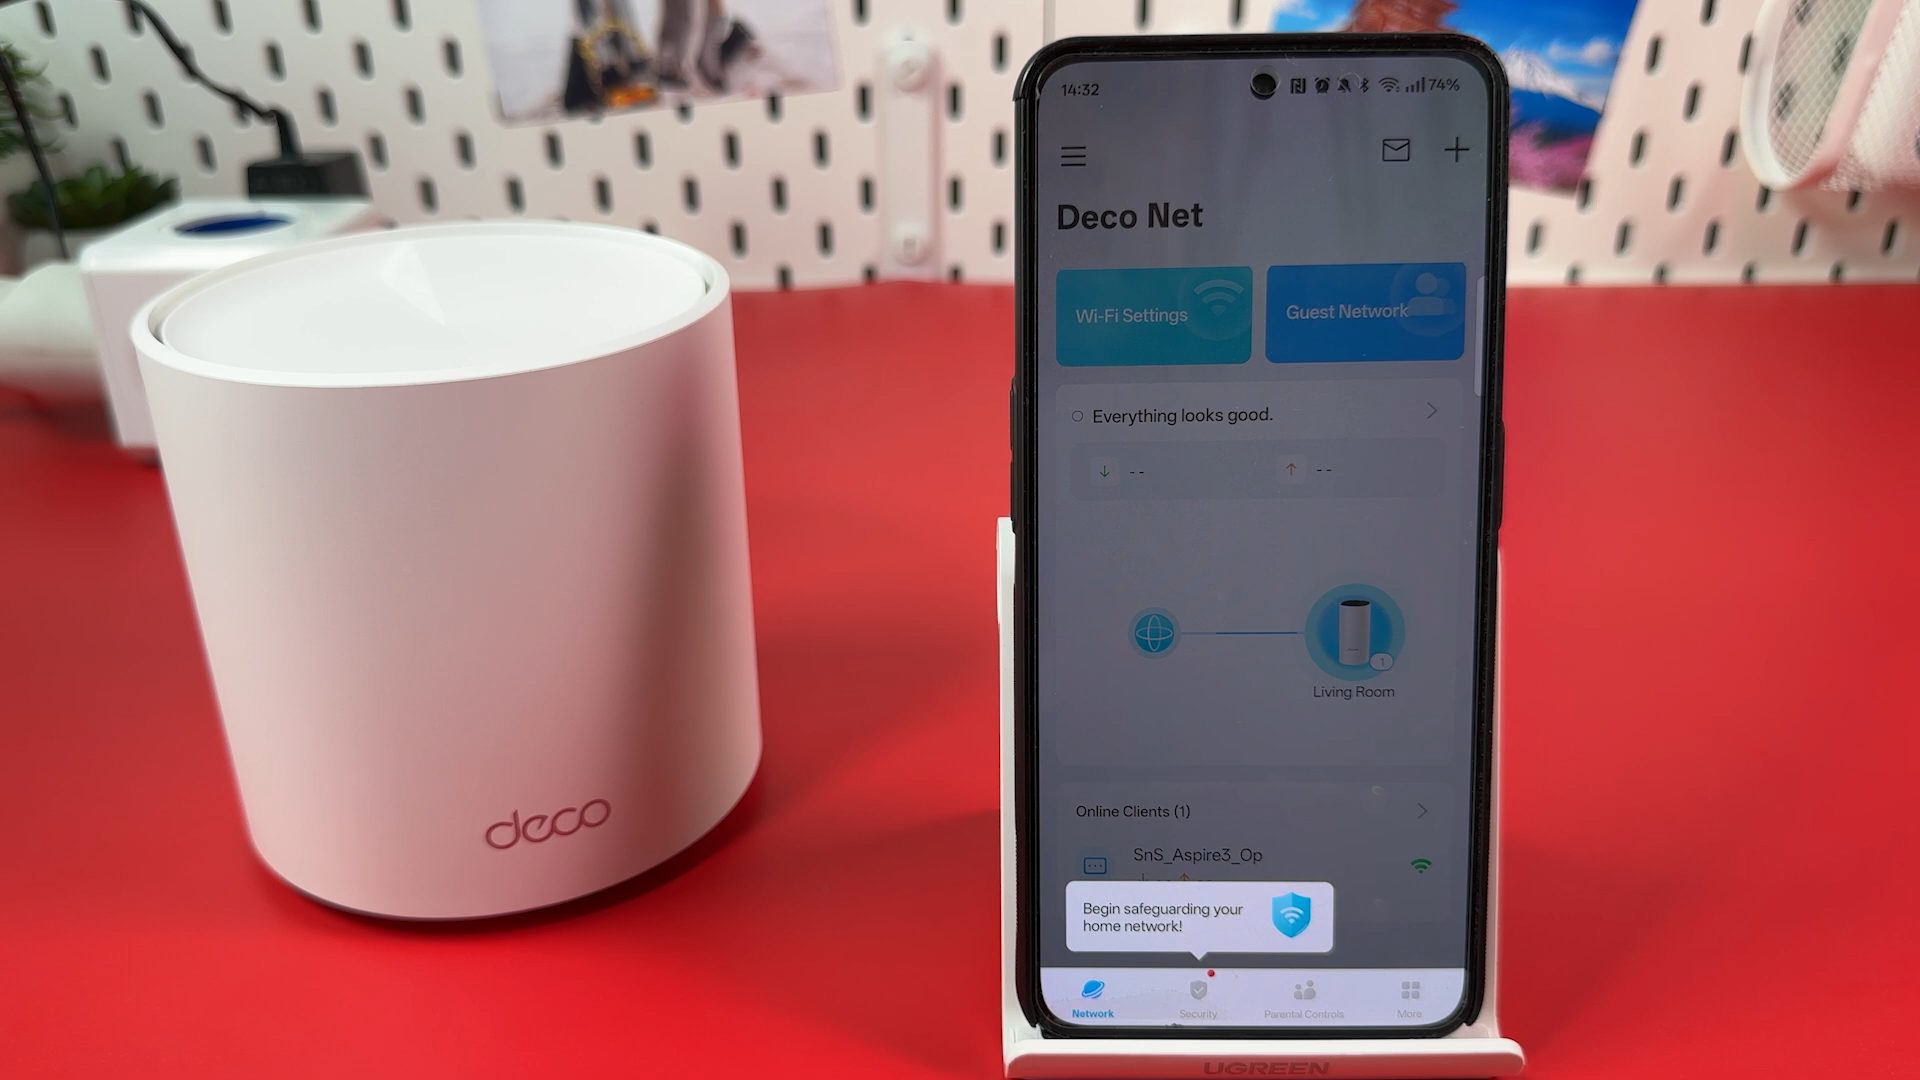 14:32
74%
Deco Net
Wi-Fi Settings
Guest Network
Everything looks good.
--
--
1
Living Room
Online Clients (1)
SnS_Aspire3_Op
Begin safeguarding your
home network!
Network
Security
Parental Controls
More
deco
UGREEN